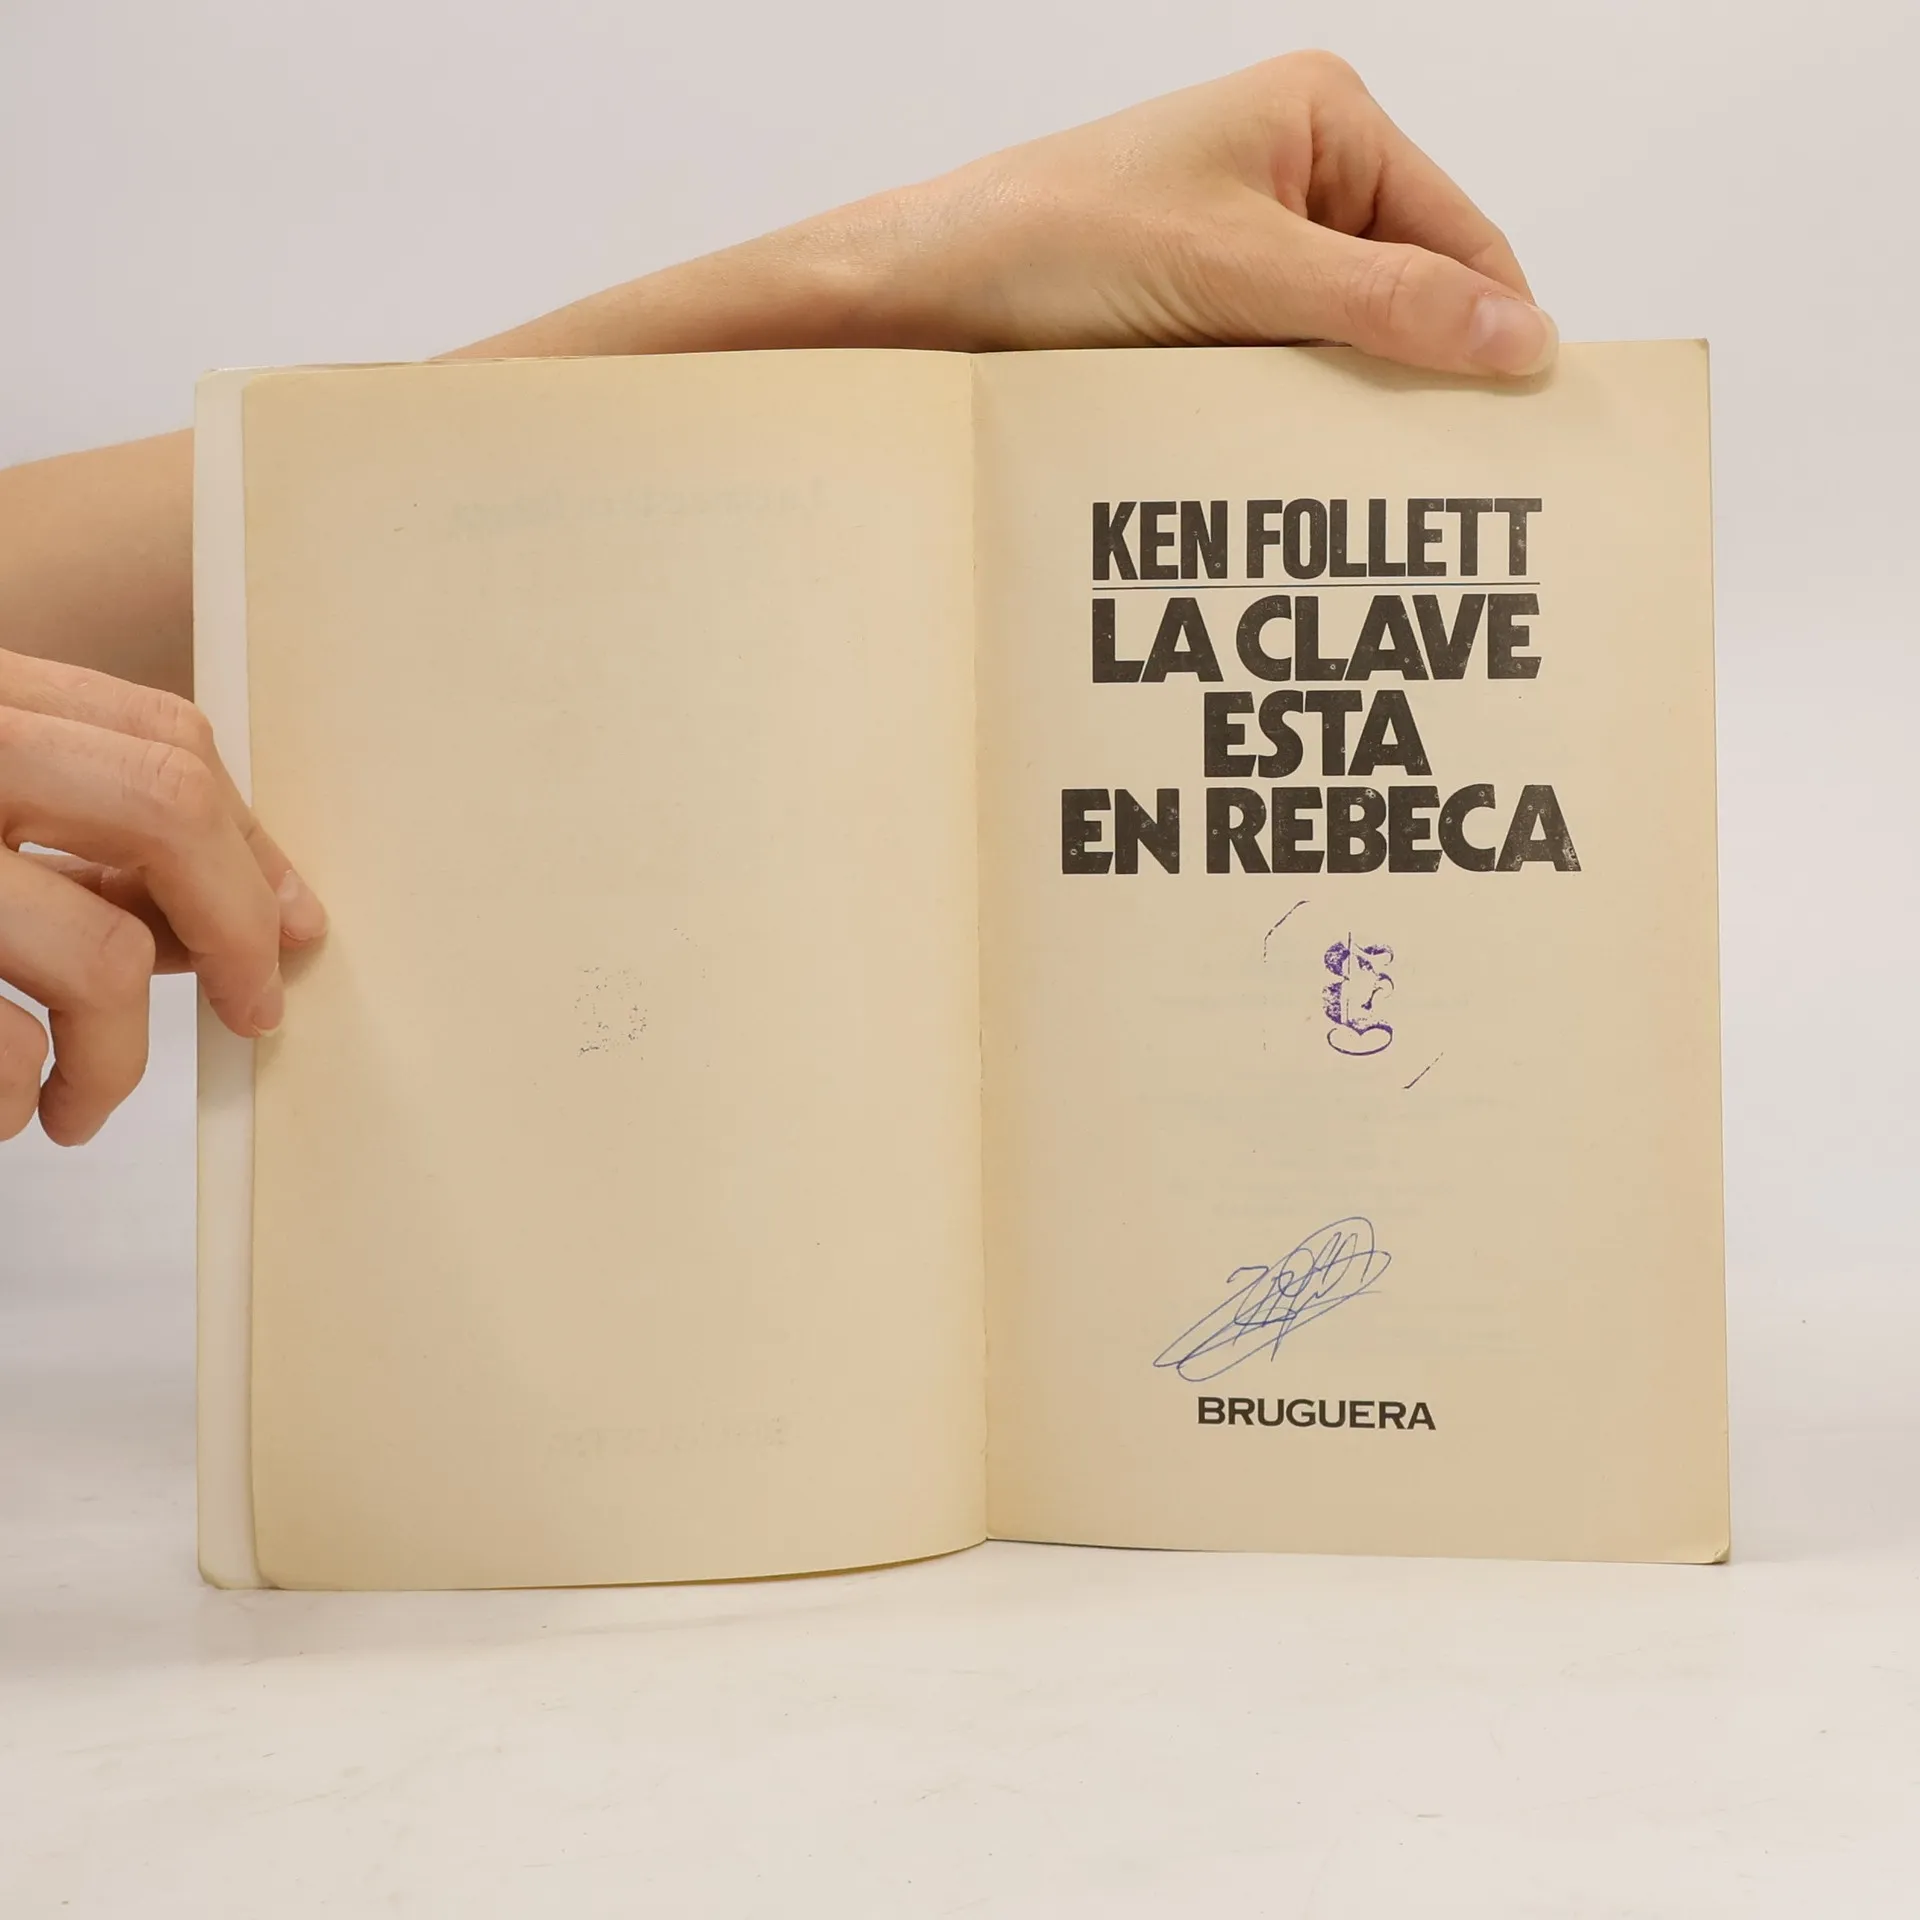 KEN FOLLETT
LA CLAVE
ESTA
EN REBECA
BRUGUERA